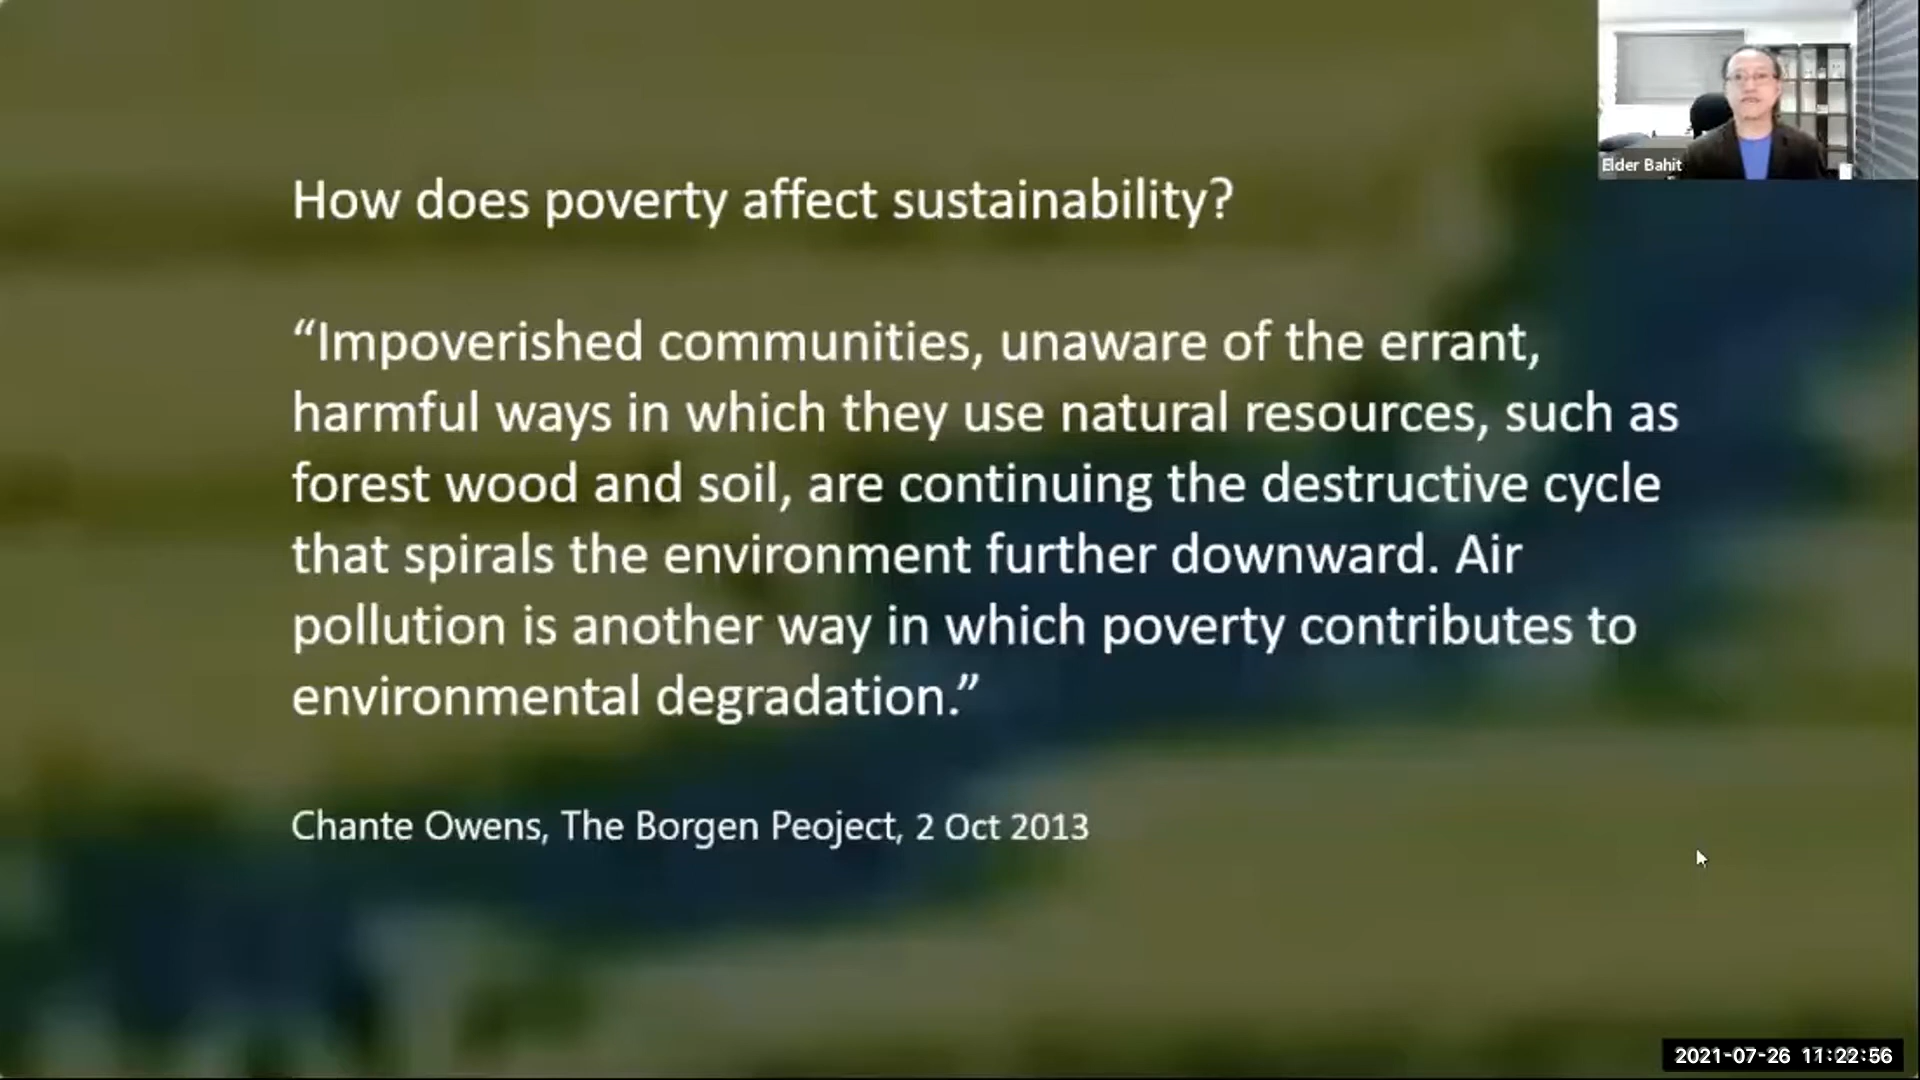 Elder Bahit
How does poverty affect sustainability?
“Impoverished communities, unaware of the errant,
harmful ways in which they use natural resources, such as
forest wood and soil, are continuing the destructive cycle
that spirals the environment further downward. Air
pollution is another way in which poverty contributes to
environmental degradation.”
Chante Owens, The Borgen Peoject, 2 Oct 2013
2021-07-26 11:22:56